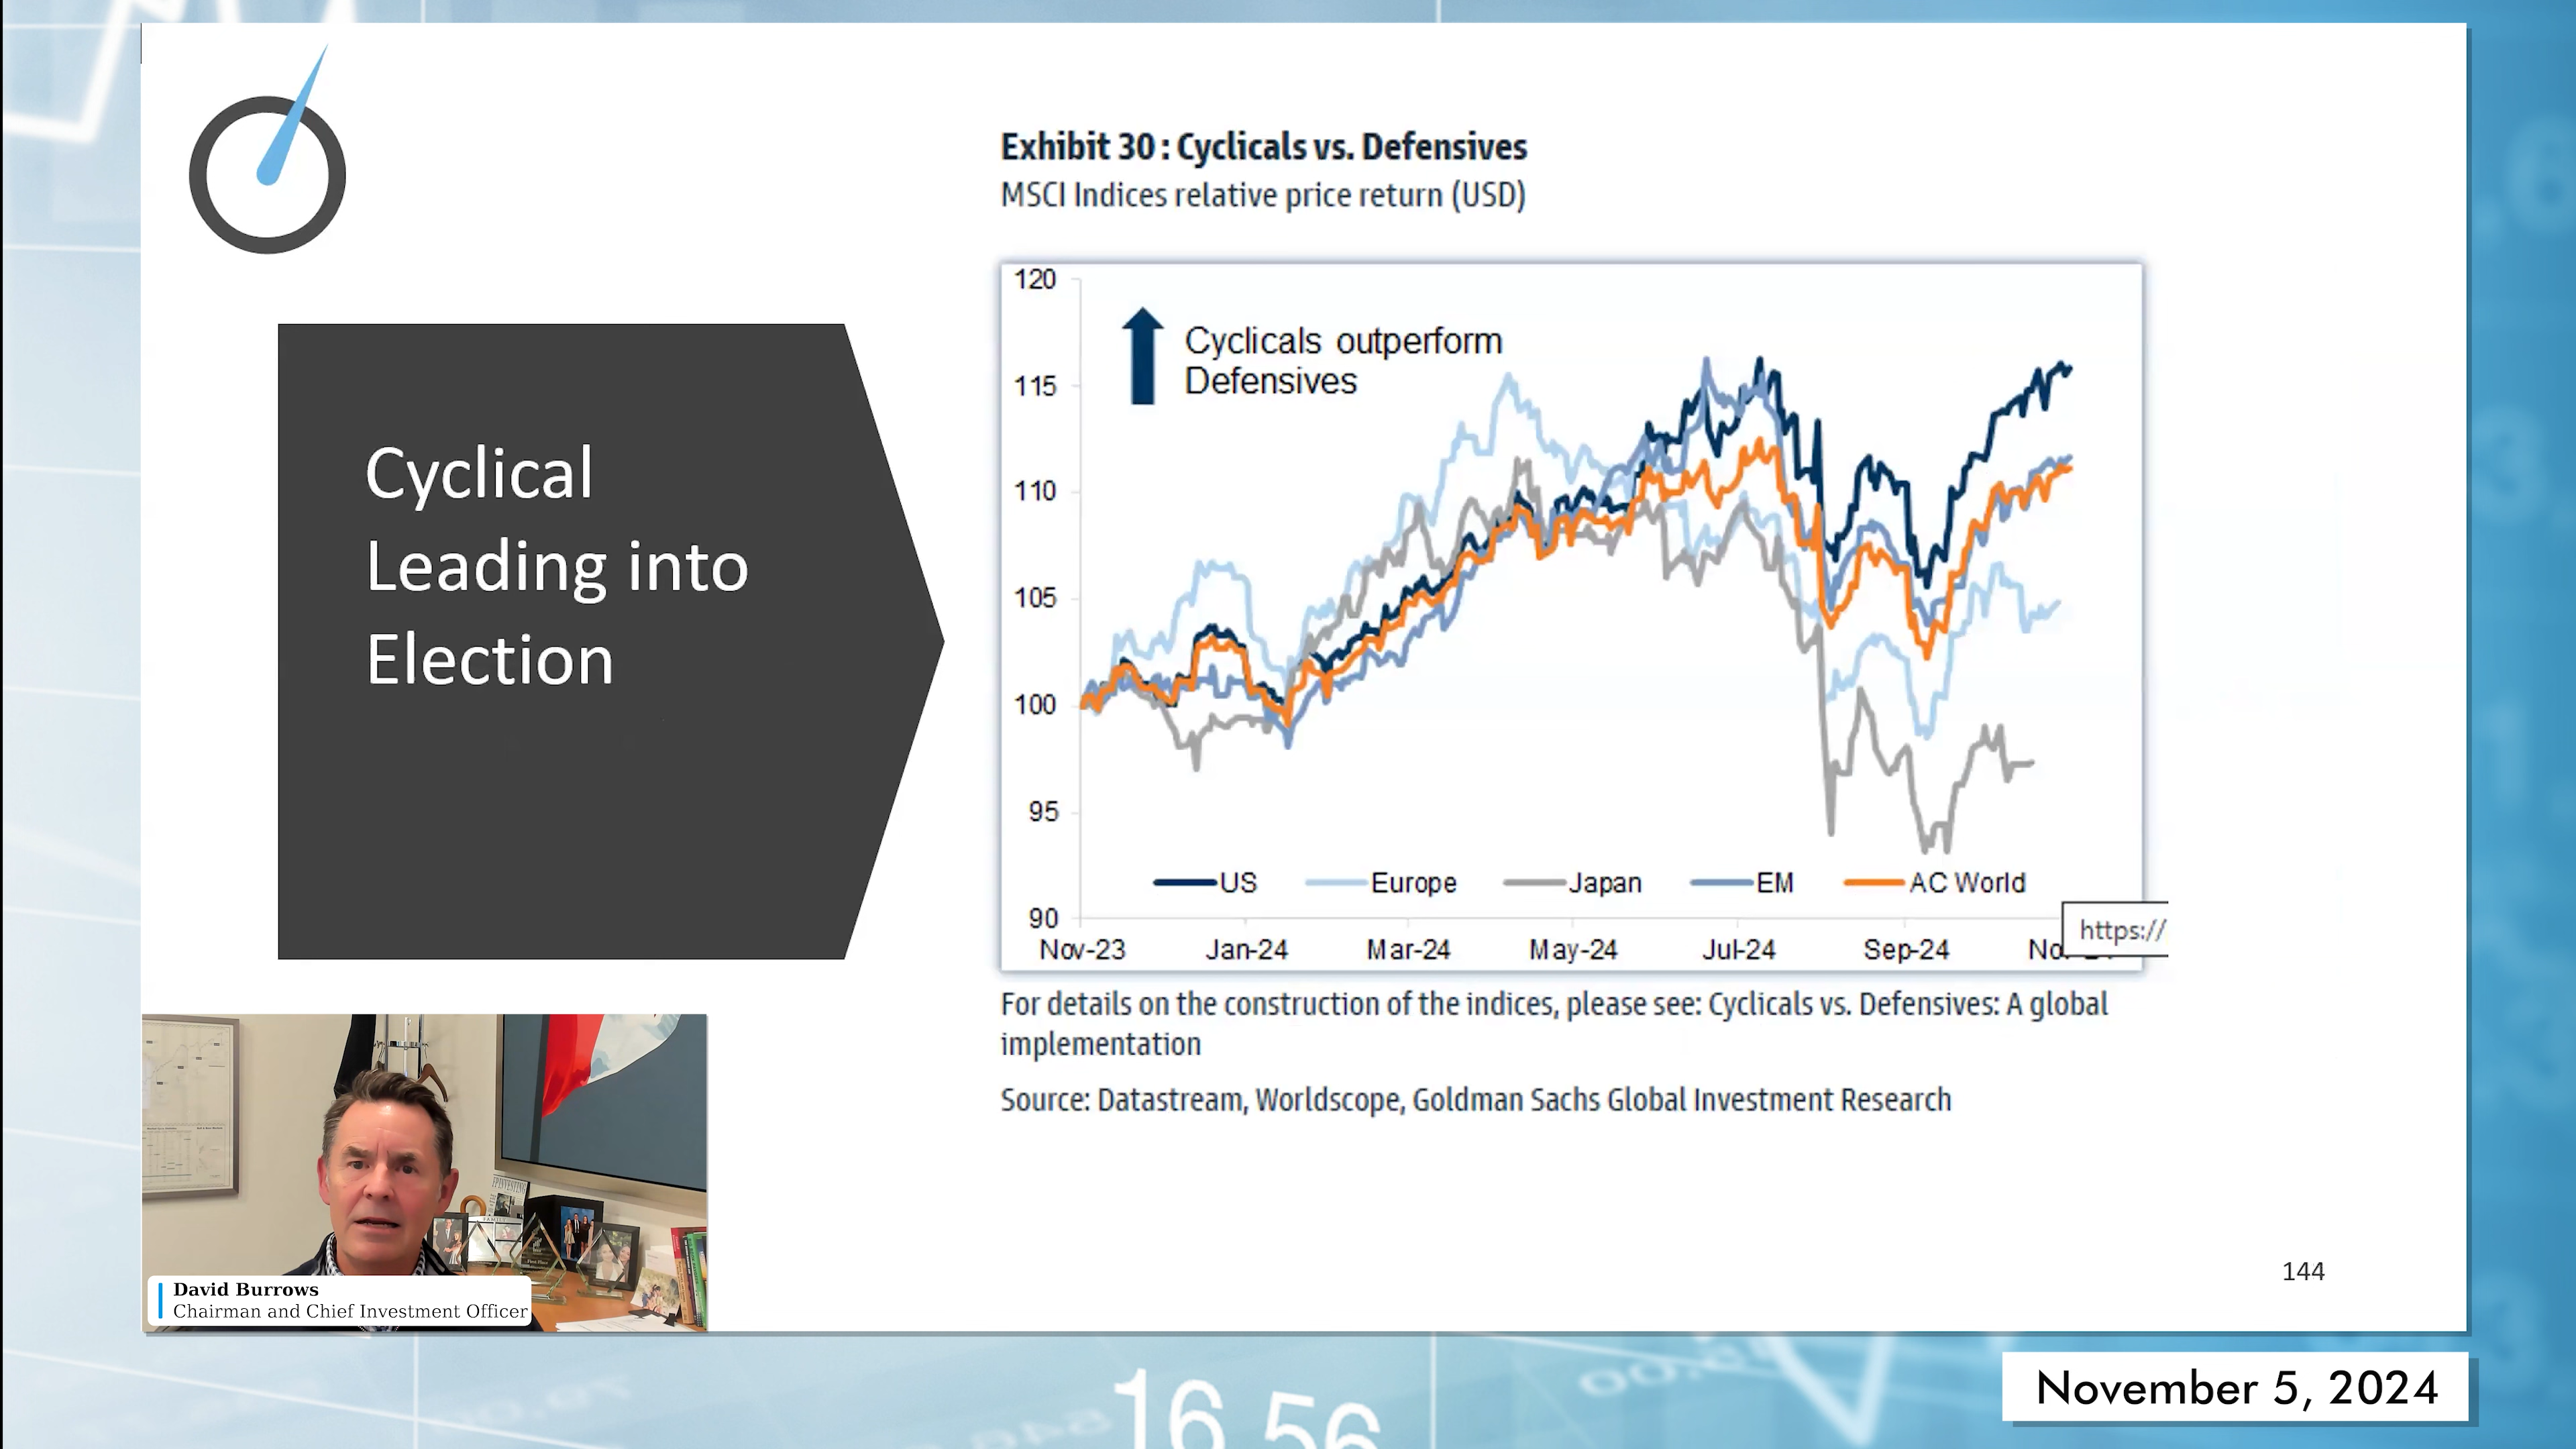 Exhibit 30 : Cyclicals vs. Defensives
MSCI Indices relative price return (USD)
Cyclical
Leading into
Election
120
115
110
105
100
95
90
Cyclicals outperform
Defensives
US
Europe
Japan
EM
AC World
Nov-23
Jan-24
Mar-24
May-24
Jul-24
Sep-24
https://
For details on the construction of the indices, please see: Cyclicals vs. Defensives: A global
implementation
Source: Datastream, Worldscope, Goldman Sachs Global Investment Research
David Burrows
Chairman and Chief Investment Officer
144
November 5, 2024
16.56